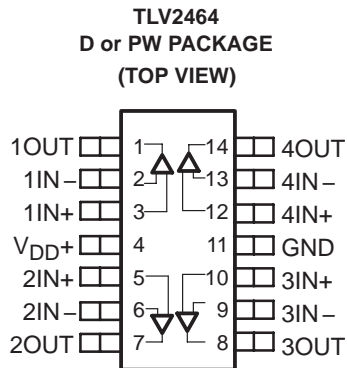 TLV2464
D or PW PACKAGE
(TOP VIEW)
1OUT 1 14 4OUT
1IN− 2 13 4IN−
1IN+ 3 12 4IN+
VDD+ 4 11 GND
2IN+ 5 10 3IN+
2IN− 6 9 3IN−
2OUT 7 8 3OUT